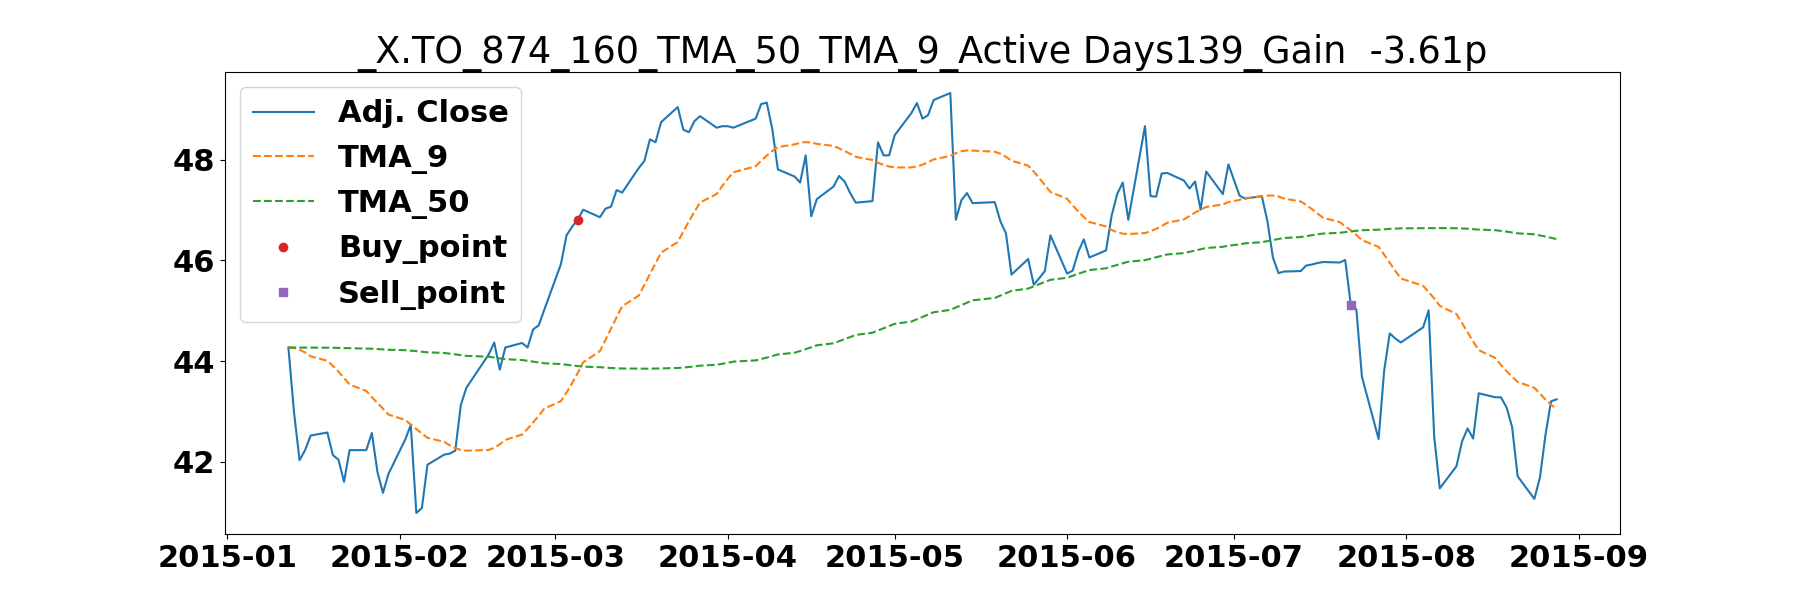 _X.TO_874_160_TMA_50_TMA_9_Active Days139_Gain  -3.61p
Adj. Close
TMA_9
TMA_50
Buy_point
Sell_point
48
46
44
42
2015-01 2015-02 2015-03 2015-04 2015-05 2015-06 2015-07 2015-08 2015-09